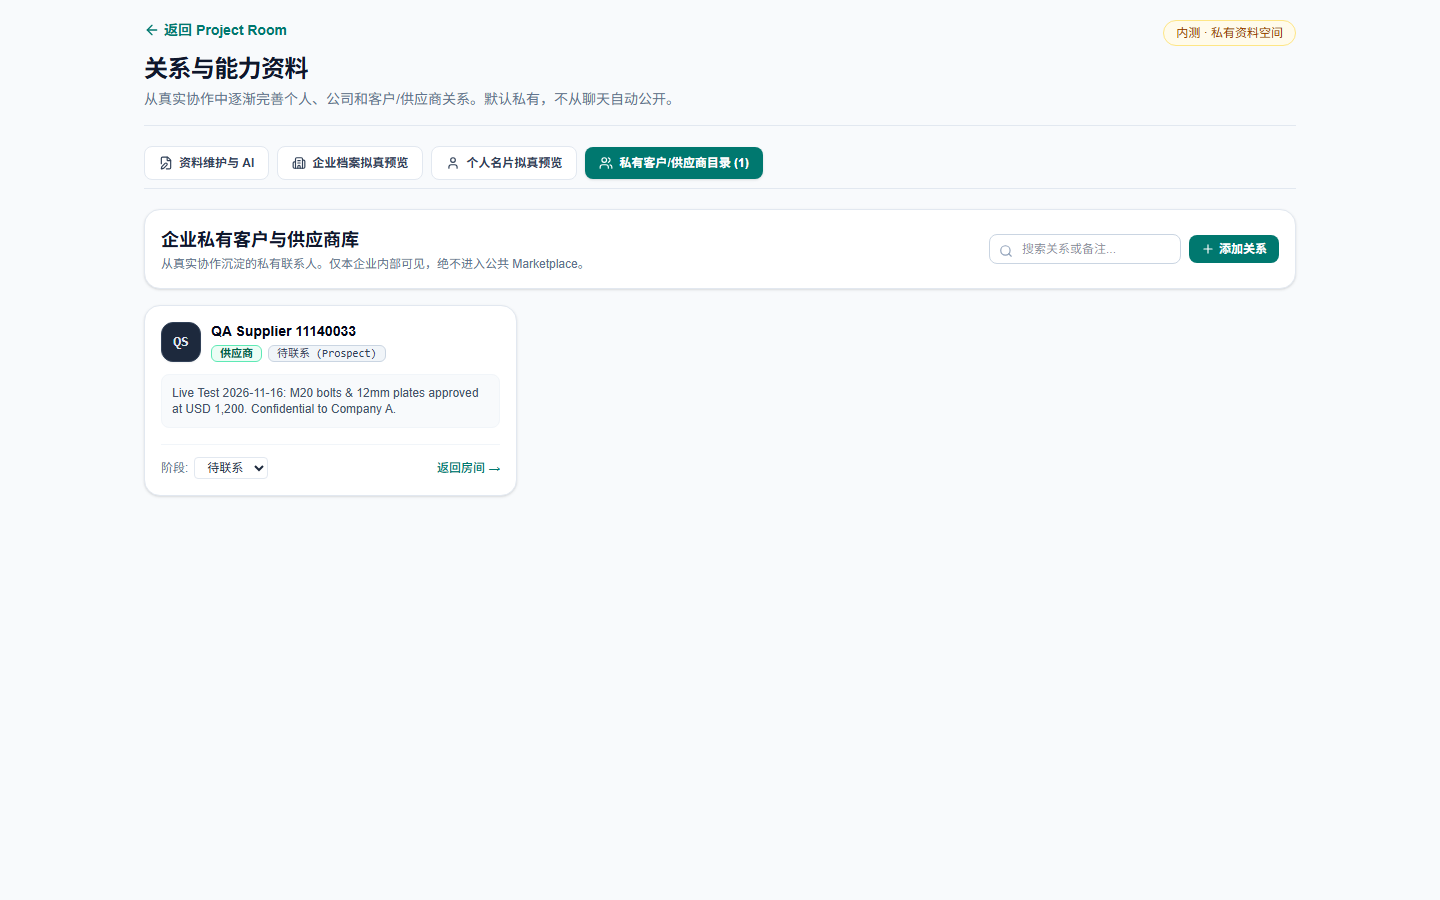 返回 Project Room
内测 · 私有资料空间
关系与能力资料
从真实协作中逐渐完善个人、公司和客户/供应商关系。默认私有，不从聊天自动公开。
资料维护与 AI
企业档案拟真预览
个人名片拟真预览
私有客户/供应商目录 (1)
企业私有客户与供应商库
从真实协作沉淀的私有联系人。仅本企业内部可见，绝不进入公共 Marketplace。
搜索关系或备注...
添加关系
QS
QA Supplier 11140033
供应商
待联系 (Prospect)
Live Test 2026-11-16: M20 bolts & 12mm plates approved
at USD 1,200. Confidential to Company A.
阶段: 待联系
返回房间 →